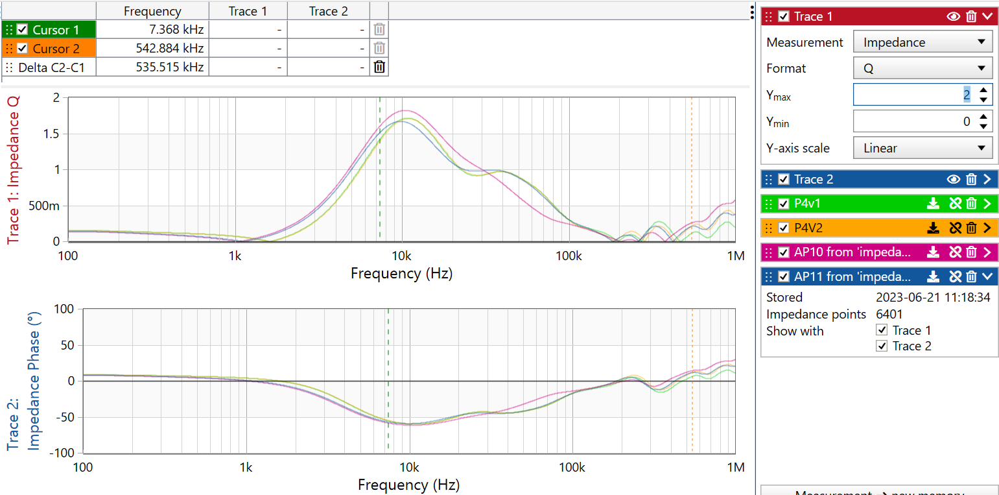 Frequency Trace 1 Trace 2
Cursor 1 7.368 kHz - -
Cursor 2 542.884 kHz - -
Delta C2-C1 535.515 kHz - -
Trace 1: Impedance Q
2
1.5
1
500m
0
100 1k 10k 100k 1M
Frequency (Hz)
Trace 2:
Impedance Phase (°)
100
50
0
-50
-100
100 1k 10k 100k 1M
Frequency (Hz)
Trace 1
Measurement Impedance
Format Q
Ymax 2
Ymin 0
Y-axis scale Linear
Trace 2
P4v1
P4V2
AP10 from 'impeda...
AP11 from 'impeda...
Stored 2023-06-21 11:18:34
Impedance points 6401
Show with Trace 1
Trace 2
Measurement → new memory